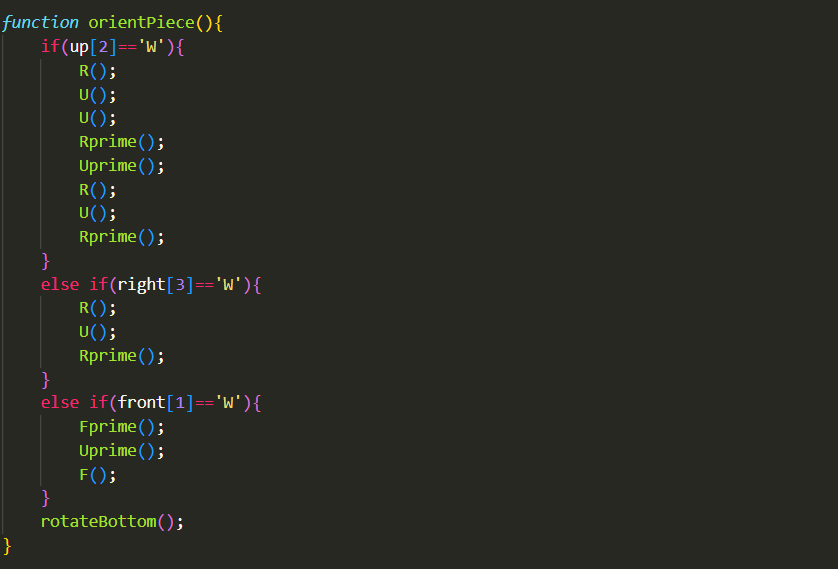 function orientPiece(){
    if(up[2]=='W'){
        R();
        U();
        U();
        Rprime();
        Uprime();
        R();
        U();
        Rprime();
    }
    else if(right[3]=='W'){
        R();
        U();
        Rprime();
    }
    else if(front[1]=='W'){
        Fprime();
        Uprime();
        F();
    }
    rotateBottom();
}